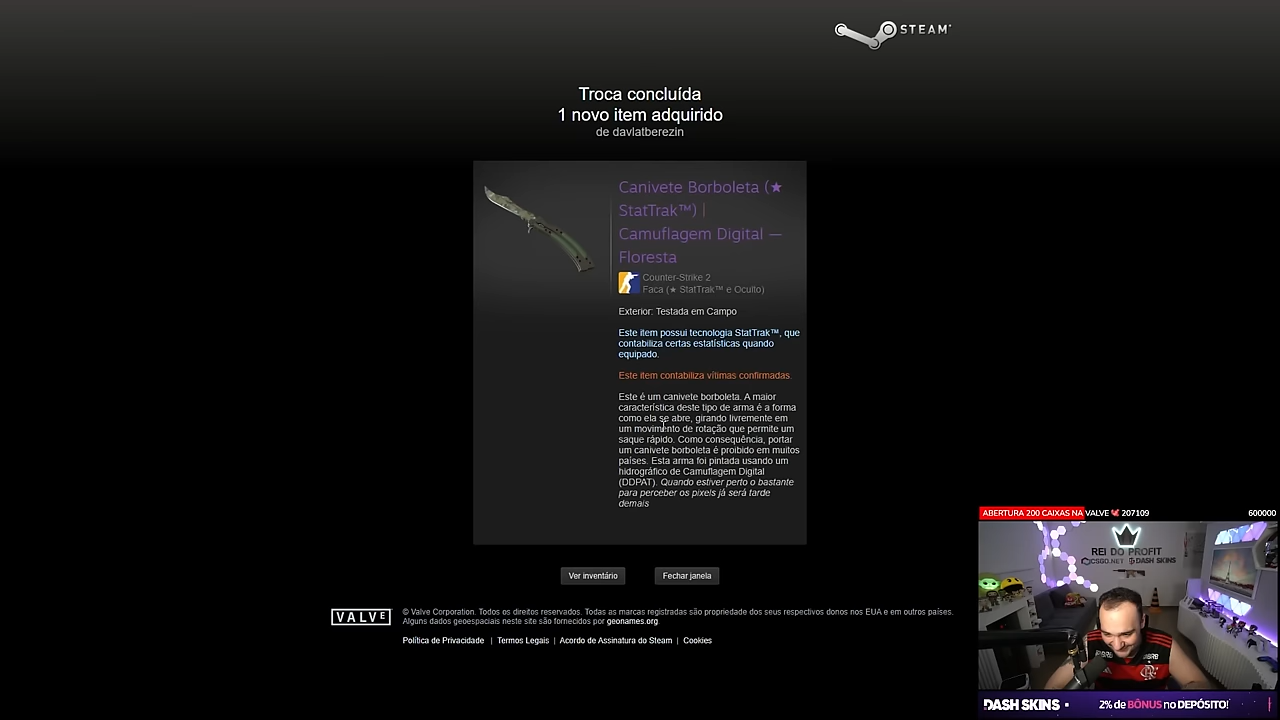 STEAM
Troca concluída
1 novo item adquirido
de davlatberezin
Canivete Borboleta (★
StatTrak™) |
Camuflagem Digital —
Floresta
Counter-Strike 2
Faca (★ StatTrak™ e Oculto)
Exterior: Testada em Campo
Este item possui tecnologia StatTrak™, que
contabiliza certas estatísticas quando
equipado.
Este item contabiliza vítimas confirmadas.
Este é um canivete borboleta. A maior
característica deste tipo de arma é a forma
como ela se abre, girando livremente em
um movimento de rotação que permite um
saque rápido. Como consequência, portar
um canivete borboleta é proibido em muitos
países. Esta arma foi pintada usando um
hidrográfico de Camuflagem Digital
(DDPAT). Quando estiver perto o bastante
para perceber os pixels já será tarde
demais
Ver inventário Fechar janela
VALVE
© Valve Corporation. Todos os direitos reservados. Todas as marcas registradas são propriedade dos seus respectivos donos nos EUA e em outros países.
Alguns dados geoespaciais neste site são fornecidos por geonames.org.
Política de Privacidade | Termos Legais | Acordo de Assinatura do Steam | Cookies
ABERTURA 200 CAIXAS NA VALVE 207109 600000
REI DO PROFIT
CSGO.NET DASH SKINS
DASH SKINS • 2% de BÔNUS no DEPÓSITO!